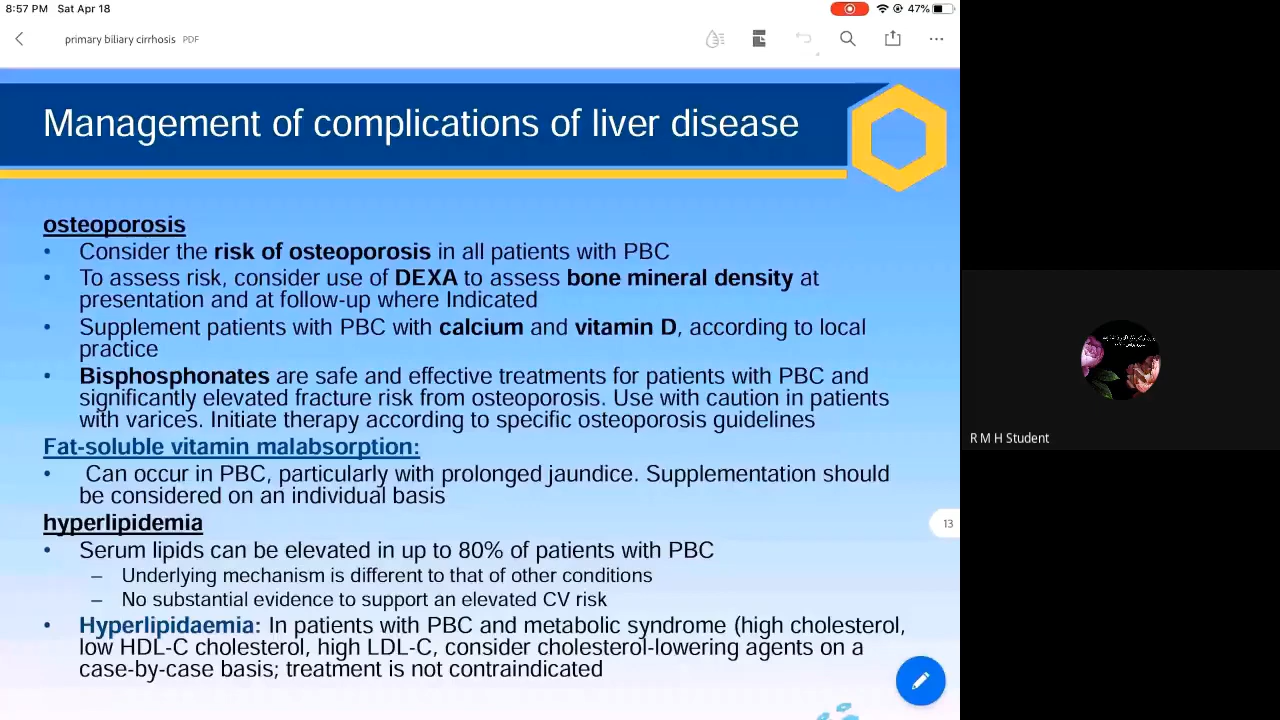 8:57 PM Sat Apr 18
47%
primary biliary cirrhosis PDF
Management of complications of liver disease
osteoporosis
• Consider the risk of osteoporosis in all patients with PBC
• To assess risk, consider use of DEXA to assess bone mineral density at
presentation and at follow-up where Indicated
• Supplement patients with PBC with calcium and vitamin D, according to local
practice
• Bisphosphonates are safe and effective treatments for patients with PBC and
significantly elevated fracture risk from osteoporosis. Use with caution in patients
with varices. Initiate therapy according to specific osteoporosis guidelines
Fat-soluble vitamin malabsorption:
• Can occur in PBC, particularly with prolonged jaundice. Supplementation should
be considered on an individual basis
hyperlipidemia
• Serum lipids can be elevated in up to 80% of patients with PBC
– Underlying mechanism is different to that of other conditions
– No substantial evidence to support an elevated CV risk
• Hyperlipidaemia: In patients with PBC and metabolic syndrome (high cholesterol,
low HDL-C cholesterol, high LDL-C, consider cholesterol-lowering agents on a
case-by-case basis; treatment is not contraindicated
13
R M H Student